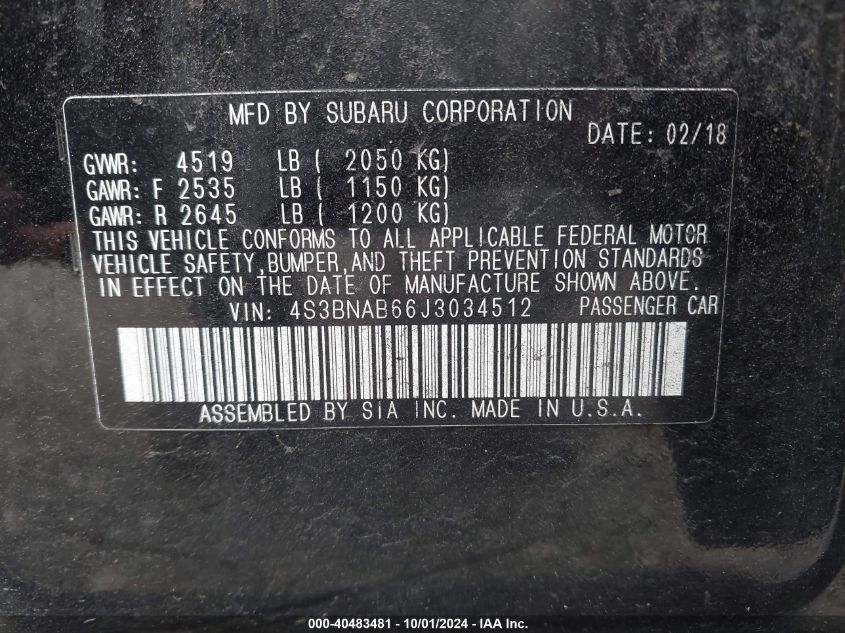 MFD BY SUBARU CORPORATION
DATE: 02/18
GVWR: 4519 LB ( 2050 KG)
GAWR: F 2535 LB ( 1150 KG)
GAWR: R 2645 LB ( 1200 KG)
THIS VEHICLE CONFORMS TO ALL APPLICABLE FEDERAL MOTOR
VEHICLE SAFETY, BUMPER, AND THEFT PREVENTION STANDARDS
IN EFFECT ON THE DATE OF MANUFACTURE SHOWN ABOVE.
VIN: 4S3BNAB66J3034512 PASSENGER CAR
ASSEMBLED BY SIA INC. MADE IN U.S.A.
000-40483481 - 10/01/2024 - IAA Inc.